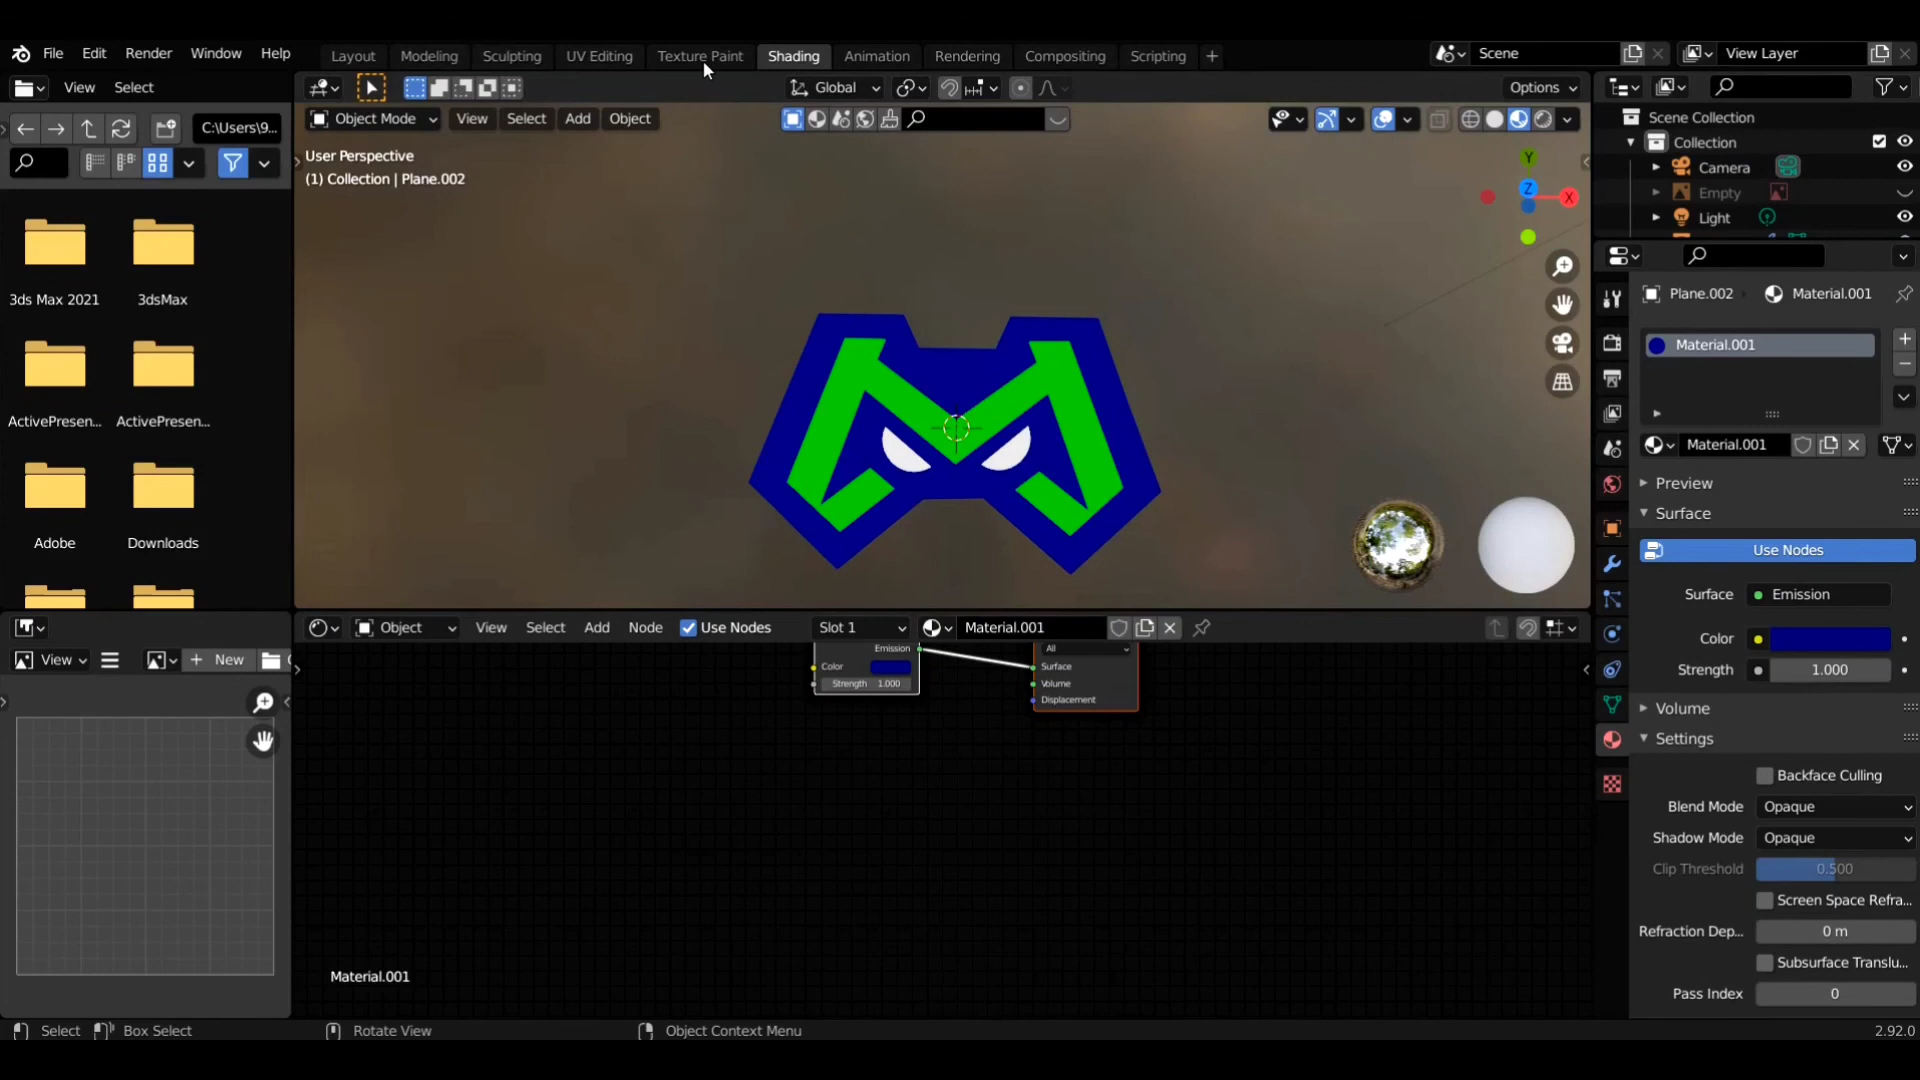 File Edit Render Window Help Layout Modeling Sculpting UV Editing Texture Paint Shading Animation Rendering Compositing Scripting + Scene View Layer
View Select Global Options
Object Mode View Select Add Object
C:\Users\9...
User Perspective
(1) Collection | Plane.002
Y
Z
X
3ds Max 2021 3dsMax
ActivePresen... ActivePresen...
Adobe Downloads
Scene Collection
Collection
Camera
Empty
Light
Plane.002 Material.001
Material.001
Material.001
Preview
Surface
Use Nodes
Surface Emission
Color
Strength 1.000
Volume
Settings
Backface Culling
Blend Mode Opaque
Shadow Mode Opaque
Clip Threshold 0.500
Screen Space Refra...
Refraction Dep... 0 m
Subsurface Translu...
Pass Index 0
Object View Select Add Node Use Nodes Slot 1 Material.001
View New
Emission
Color
Strength 1.000
All
Surface
Volume
Displacement
Material.001
Select Box Select Rotate View Object Context Menu 2.92.0